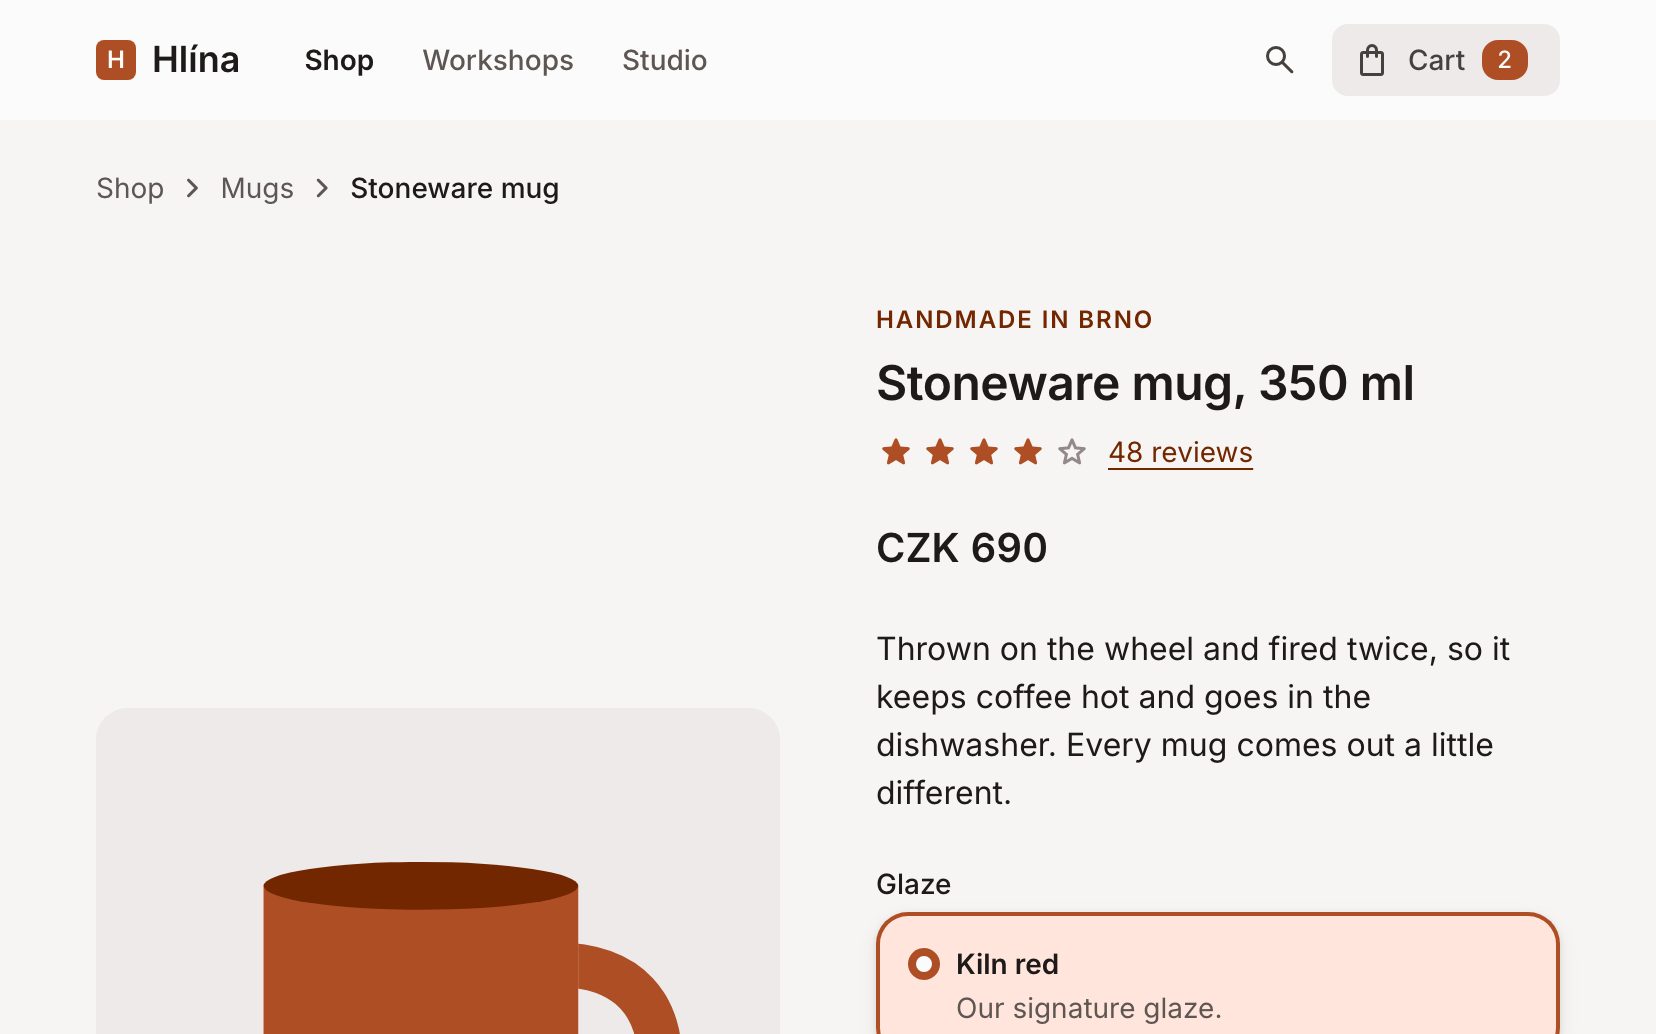 H Hlína Shop Workshops Studio Cart 2
Shop Mugs Stoneware mug
HANDMADE IN BRNO
Stoneware mug, 350 ml
48 reviews
CZK 690
Thrown on the wheel and fired twice, so it
keeps coffee hot and goes in the
dishwasher. Every mug comes out a little
different.
Glaze
Kiln red
Our signature glaze.